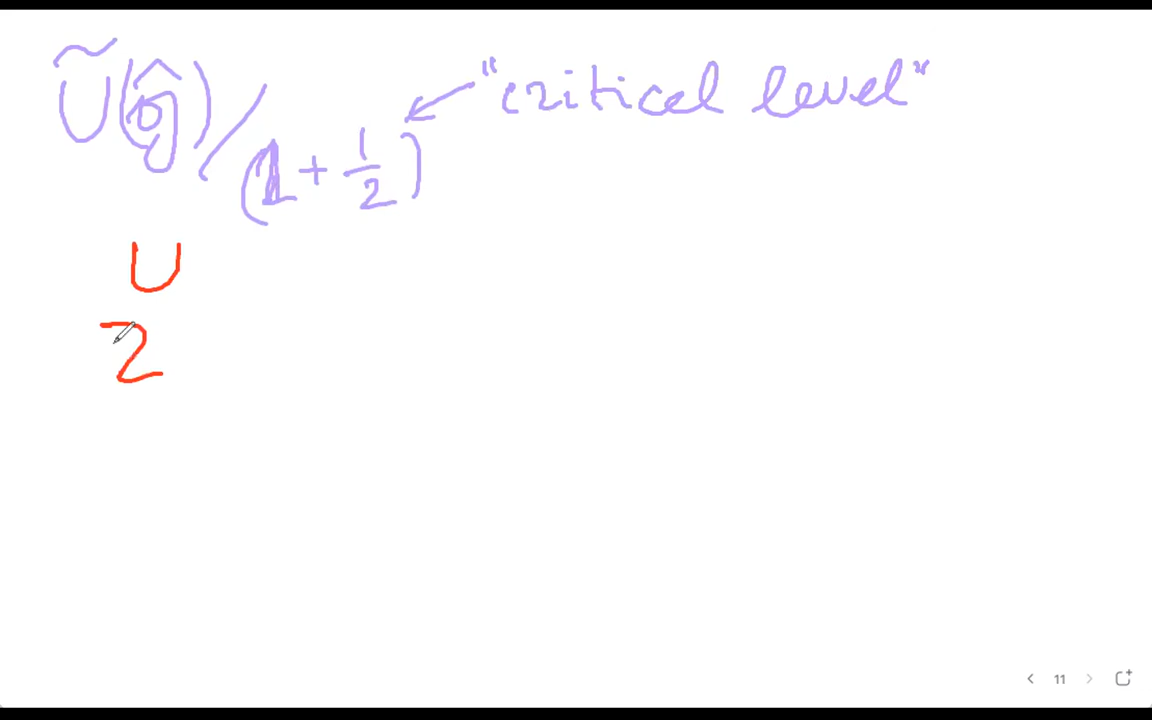 Ũ(ĝ)/(1 + 1/2) ← "critical level"
U
Z
11